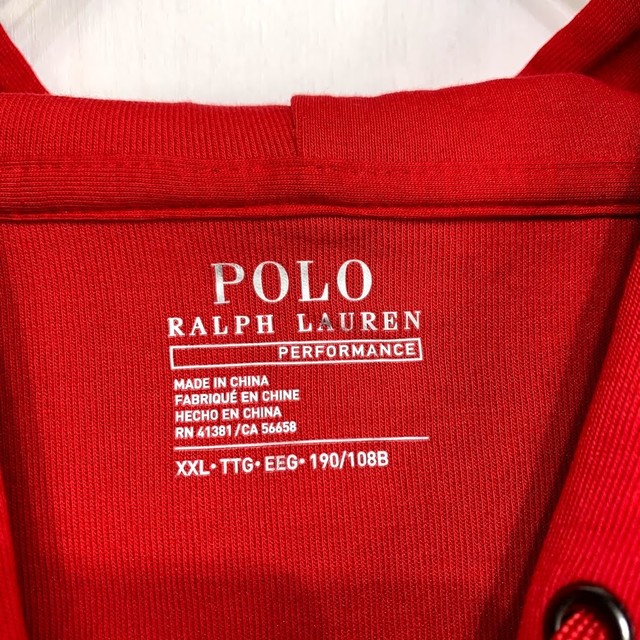 POLO
RALPH LAUREN
PERFORMANCE
MADE IN CHINA
FABRIQUÉ EN CHINE
HECHO EN CHINA
RN 41381/CA 56658
XXL• TTG• EEG• 190/108B